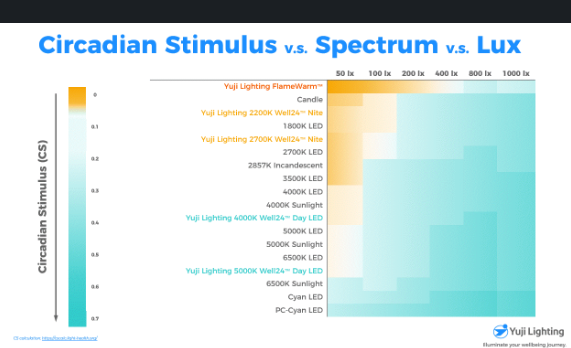 Circadian Stimulus v.s. Spectrum v.s. Lux
50 lx 100 lx 200 lx 400 lx 800 lx 1000 lx
Yuji Lighting FlameWarm™
Candle
Yuji Lighting 2200K Well24™ Nite
1800K LED
Yuji Lighting 2700K Well24™ Nite
2700K LED
2857K Incandescent
3500K LED
4000K LED
4000K Sunlight
Yuji Lighting 4000K Well24™ Day LED
5000K LED
5000K Sunlight
6500K LED
Yuji Lighting 5000K Well24™ Day LED
6500K Sunlight
Cyan LED
PC-Cyan LED
Circadian Stimulus (CS)
0
0.1
0.2
0.3
0.4
0.5
0.6
0.7
CS calculator:
Yuji Lighting
Illuminate your wellbeing journey